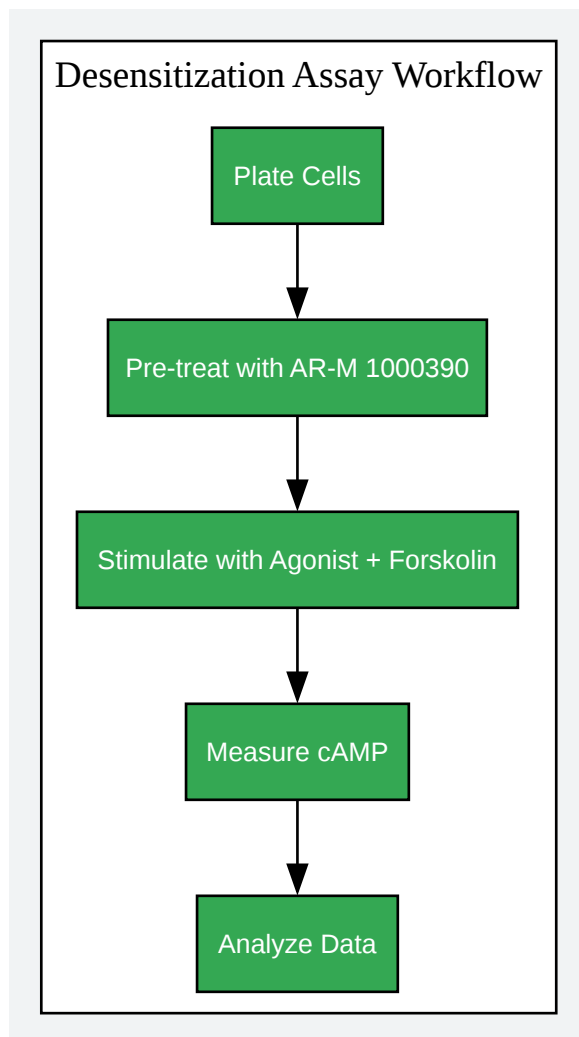 Desensitization Assay Workflow
Plate Cells
Pre-treat with AR-M 1000390
Stimulate with Agonist + Forskolin
Measure cAMP
Analyze Data